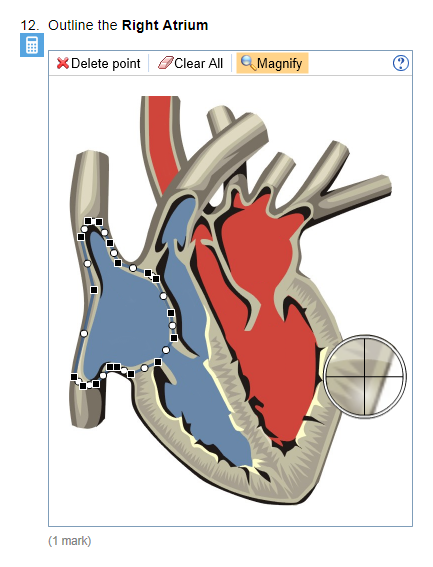 12. Outline the Right Atrium
Delete point Clear All Magnify ?
(1 mark)